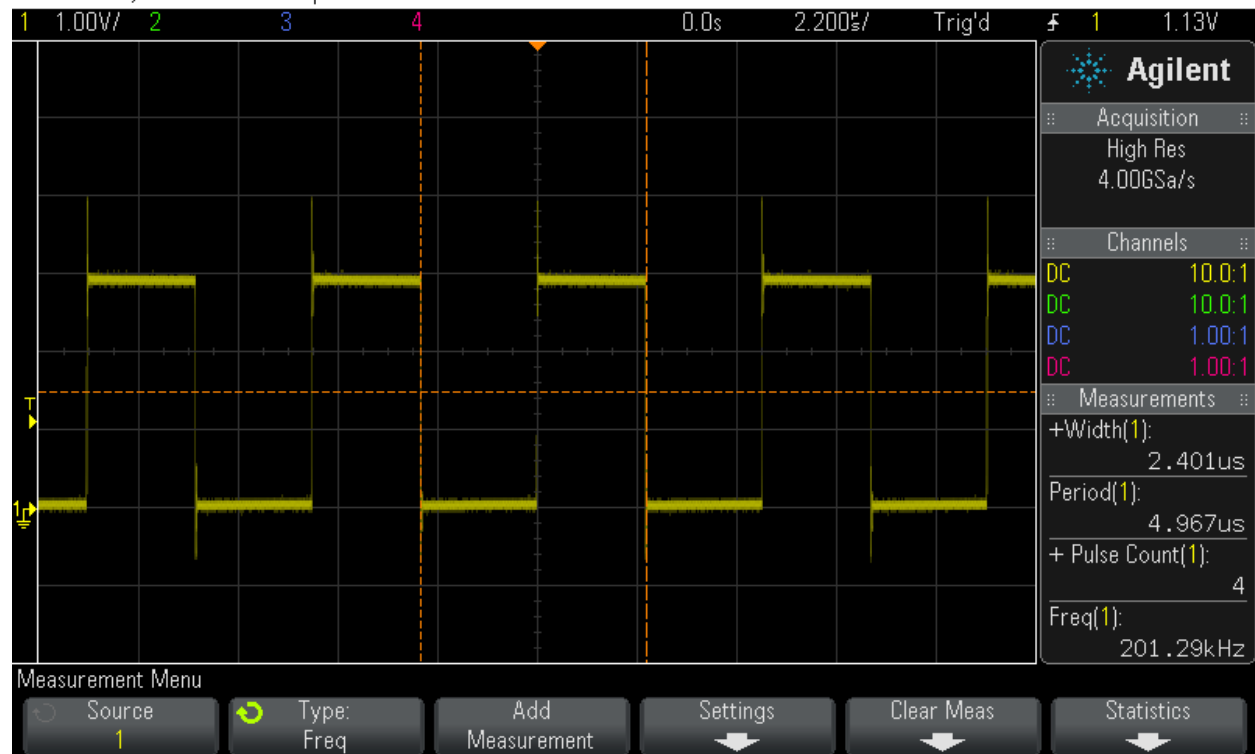 1 1.00V/ 2 3 4 0.0s 2.200µs/ Trig'd 1 1.13V
Agilent
Acquisition
High Res
4.00GSa/s
Channels
DC 10.0:1
DC 10.0:1
DC 1.00:1
DC 1.00:1
Measurements
+Width(1):
2.401us
Period(1):
4.967us
+ Pulse Count(1):
4
Freq(1):
201.29kHz
T
1
Measurement Menu
Source
1
Type:
Freq
Add
Measurement
Settings
Clear Meas
Statistics